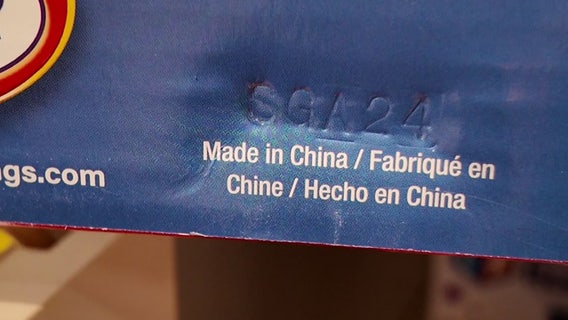 SGA24
Made in China / Fabriqué en
Chine / Hecho en China
gs.com